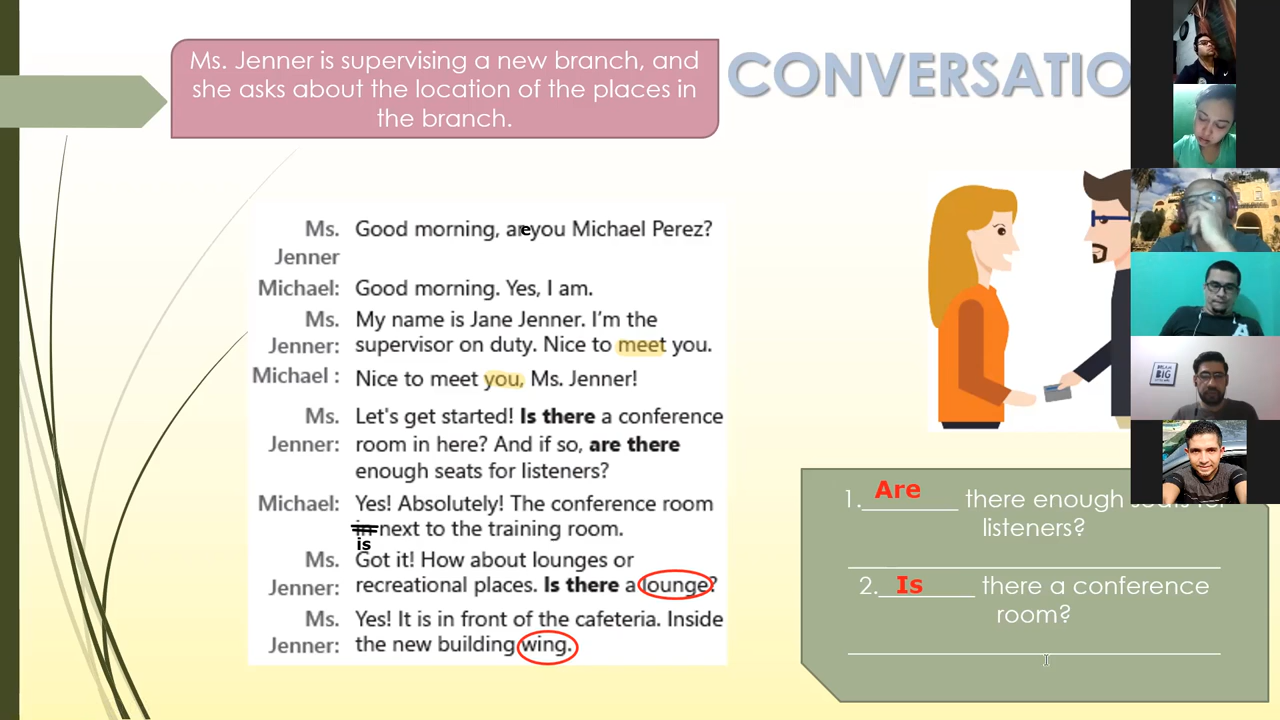 Ms. Jenner is supervising a new branch, and
she asks about the location of the places in
the branch.
CONVERSATIO
Ms. Good morning, are you Michael Perez?
Jenner
Michael: Good morning. Yes, I am.
Ms. My name is Jane Jenner. I'm the
Jenner: supervisor on duty. Nice to meet you.
Michael : Nice to meet you, Ms. Jenner!
Ms. Let's get started! Is there a conference
Jenner: room in here? And if so, are there
enough seats for listeners?
Michael: Yes! Absolutely! The conference room
in next to the training room.
is
Ms. Got it! How about lounges or
Jenner: recreational places. Is there a lounge?
Ms. Yes! It is in front of the cafeteria. Inside
Jenner: the new building wing.
1. Are there enough seats for
listeners?
2. Is there a conference
room?
DREAM
BIG